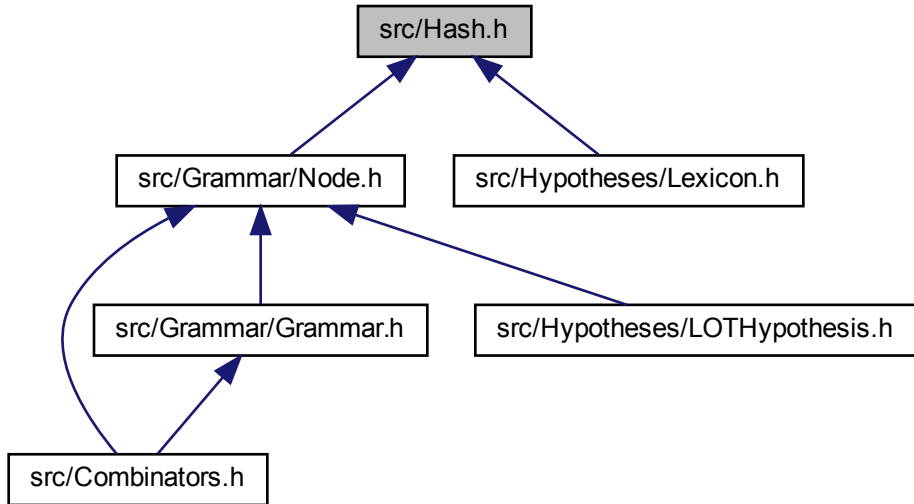 src/Hash.h
src/Grammar/Node.h
src/Hypotheses/Lexicon.h
src/Grammar/Grammar.h
src/Hypotheses/LOTHypothesis.h
src/Combinators.h